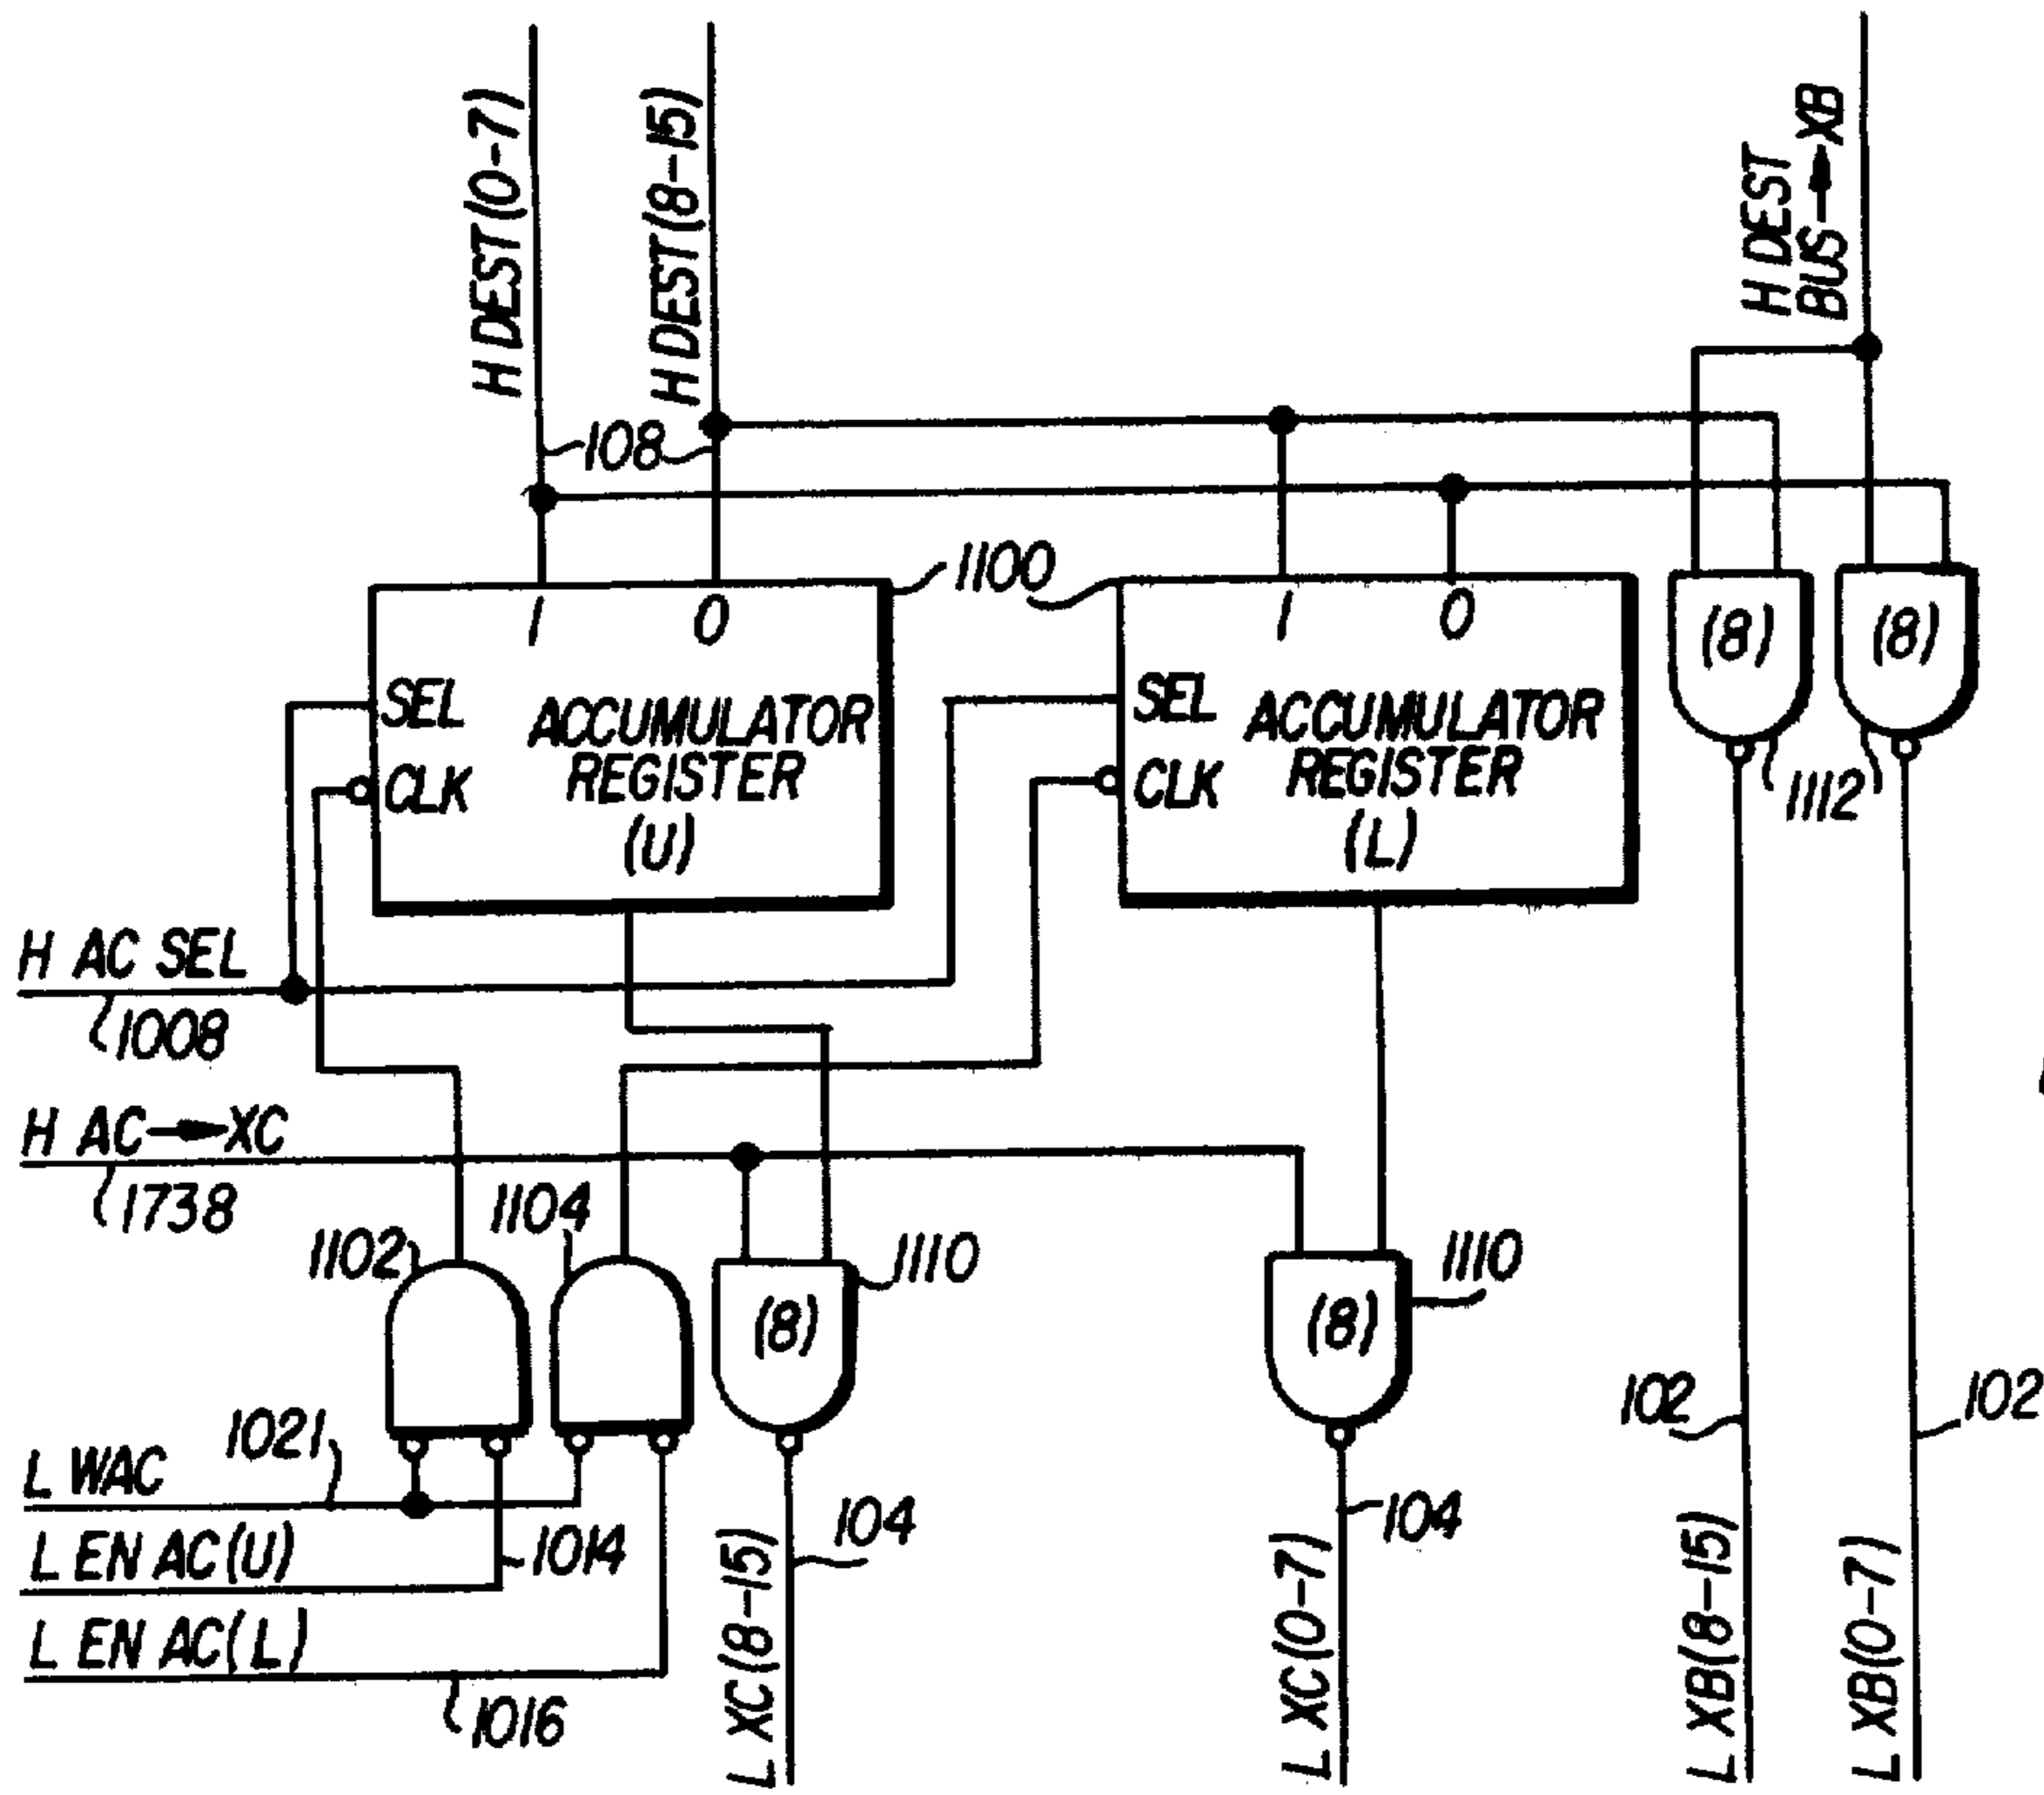 H DEST(0-7)
H DEST(8-15)
H DEST
BUS→XB
108
1100
1 0
SEL
ACCUMULATOR
REGISTER
(U)
CLK
1 0
SEL
ACCUMULATOR
REGISTER
(L)
CLK
(8)
(8)
1112
H AC SEL
1008
H AC→XC
1738
1102
1104
(8)
1110
(8)
1110
1021
L WAC
L EN AC(U)
1014
L EN AC(L)
1016
104
L XC(8-15)
104
L XC(0-7)
102
L XB(8-15)
102
L XB(0-7)